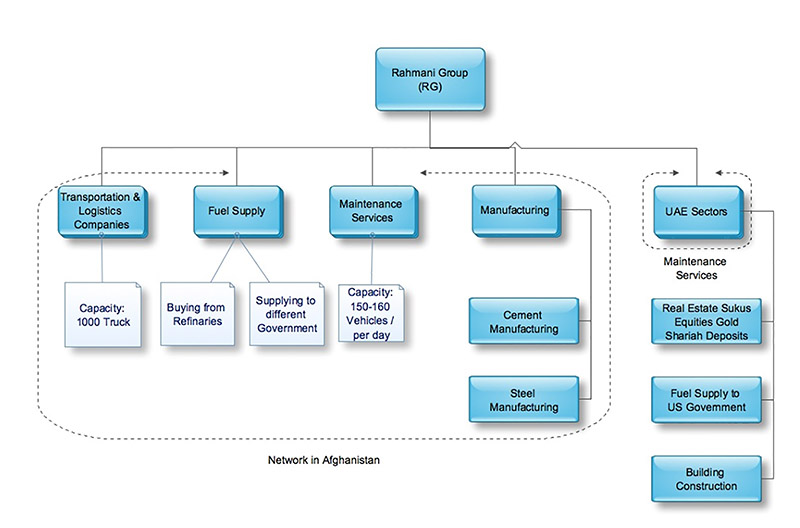 Rahmani Group
(RG)
Transportation &
Logistics
Companies
Fuel Supply
Maintenance
Services
Manufacturing
UAE Sectors
Maintenance
Services
Capacity:
1000 Truck
Buying from
Refinaries
Supplying to
different
Government
Capacity:
150-160
Vehicles /
per day
Cement
Manufacturing
Steel
Manufacturing
Real Estate Sukus
Equities Gold
Shariah Deposits
Fuel Supply to
US Government
Building
Construction
Network in Afghanistan